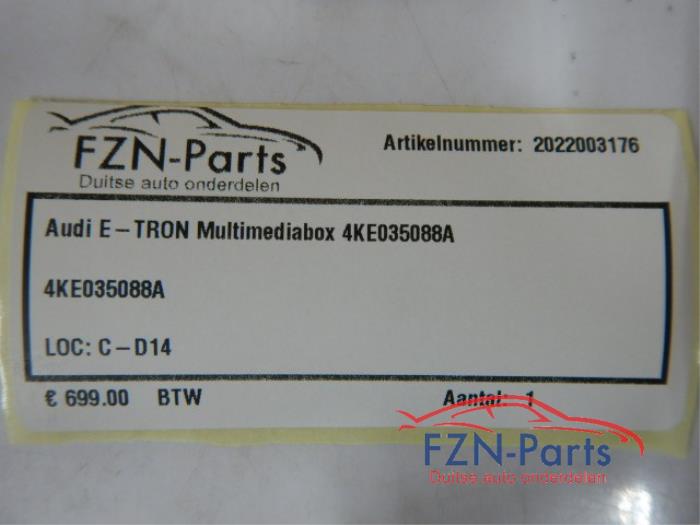 FZN-Parts
Duitse auto onderdelen
Artikelnummer: 2022003176
Audi E-TRON Multimediabox 4KE035088A
4KE035088A
LOC: C-D14
€ 699.00 BTW
Aantal: 1
FZN-Parts
Duitse auto onderdelen